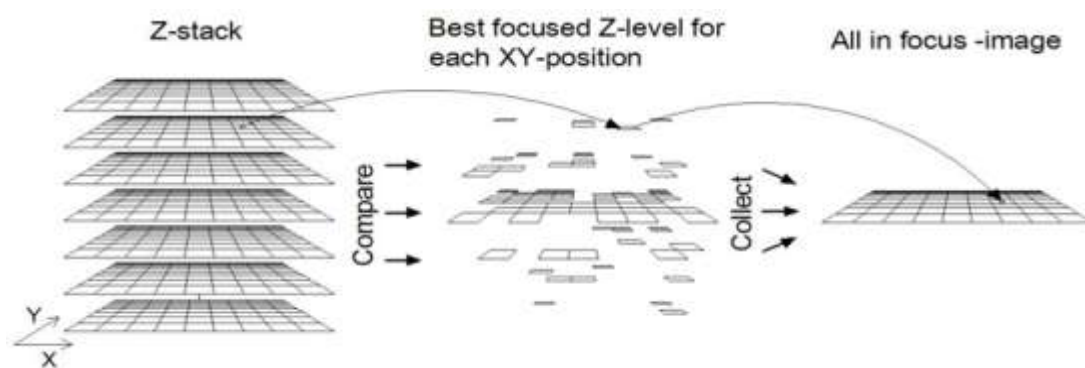 Z-stack
Best focused Z-level for
each XY-position
All in focus -image
Compare
Collect
Y
X